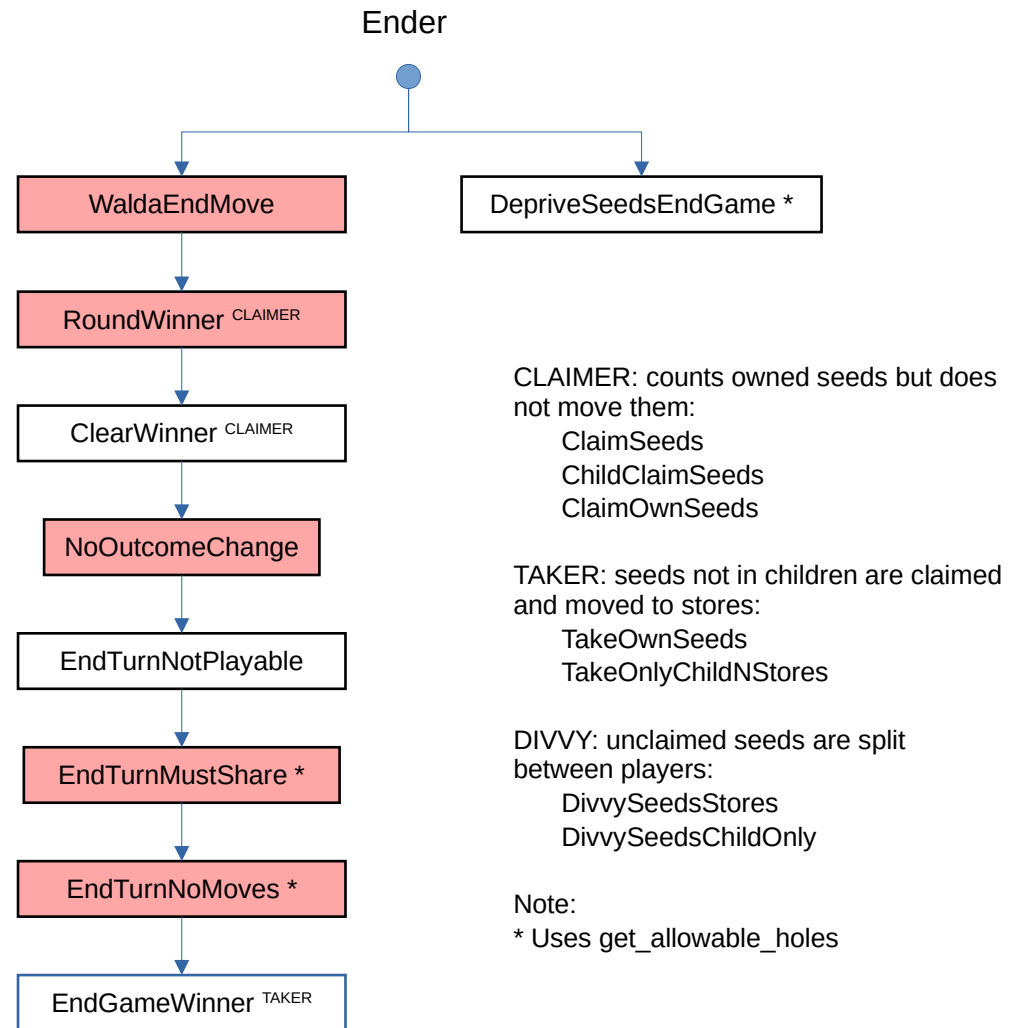 Ender
WaldaEndMove
DepriveSeedsEndGame *
RoundWinner CLAIMER
ClearWinner CLAIMER
NoOutcomeChange
EndTurnNotPlayable
EndTurnMustShare *
EndTurnNoMoves *
EndGameWinner TAKER
CLAIMER: counts owned seeds but does
not move them:
ClaimSeeds
ChildClaimSeeds
ClaimOwnSeeds
TAKER: seeds not in children are claimed
and moved to stores:
TakeOwnSeeds
TakeOnlyChildNStores
DIVVY: unclaimed seeds are split
between players:
DivvySeedsStores
DivvySeedsChildOnly
Note:
* Uses get_allowable_holes